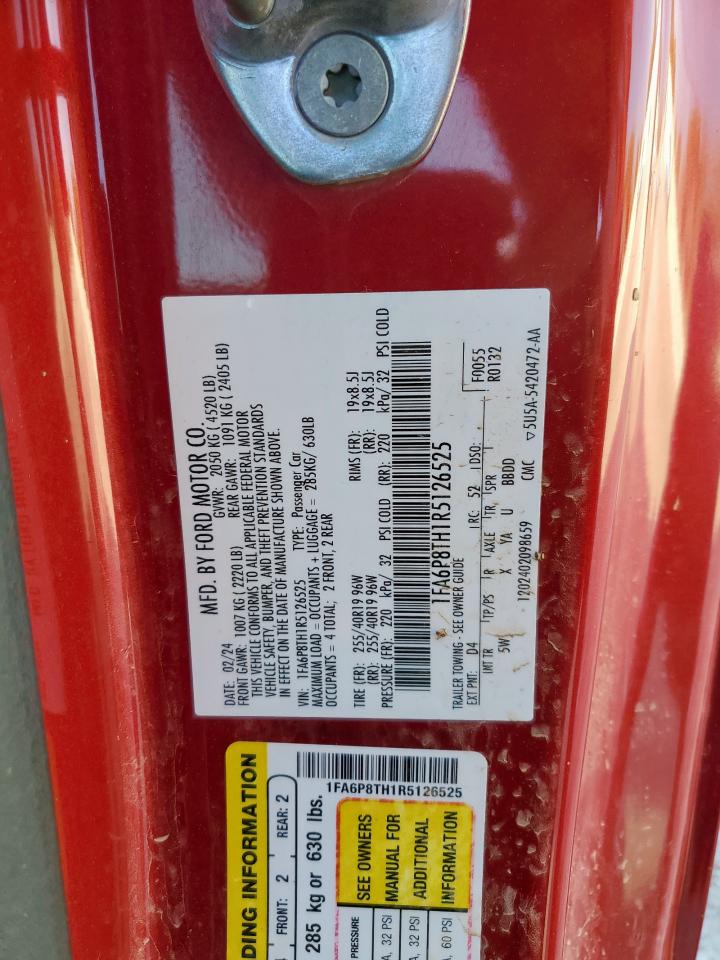 MFD. BY FORD MOTOR CO.
DATE: 02/24 GVWR: 2050 KG ( 4520 LB)
FRONT GAWR: 1007 KG ( 2220 LB) REAR GAWR: 1091 KG ( 2405 LB)
THIS VEHICLE CONFORMS TO ALL APPLICABLE FEDERAL MOTOR
VEHICLE SAFETY, BUMPER, AND THEFT PREVENTION STANDARDS
IN EFFECT ON THE DATE OF MANUFACTURE SHOWN ABOVE.
VIN: 1FA6P8TH1R5126525 TYPE: Passenger Car
MAXIMUM LOAD = OCCUPANTS + LUGGAGE = 285KG/ 630LB
OCCUPANTS = 4 TOTAL; 2 FRONT, 2 REAR
TIRE (FR): 255/40R19 96W RIMS (FR): 19x8.5J
(RR): 255/40R19 96W (RR): 19x8.5J
PRESSURE (FR): 220 kPa/ 32 PSI COLD (RR): 220 kPa/ 32 PSI COLD
1FA6P8TH1R5126525
TRAILER TOWING - SEE OWNER GUIDE
F0055
R0132
EXT PNT: D4 RC: 52 DSO:
INT TR TP/PS R AXLE TR SPR
5W X YA U BBDD
1202402098659 CMC ▽5U5A-5420472-AA
DING INFORMATION
FRONT: 2 REAR: 2
285 kg or 630 lbs.
1FA6P8TH1R5126525
SEE OWNERS
MANUAL FOR
ADDITIONAL
INFORMATION
PRESSURE
A, 32 PSI
A, 32 PSI
A, 60 PSI